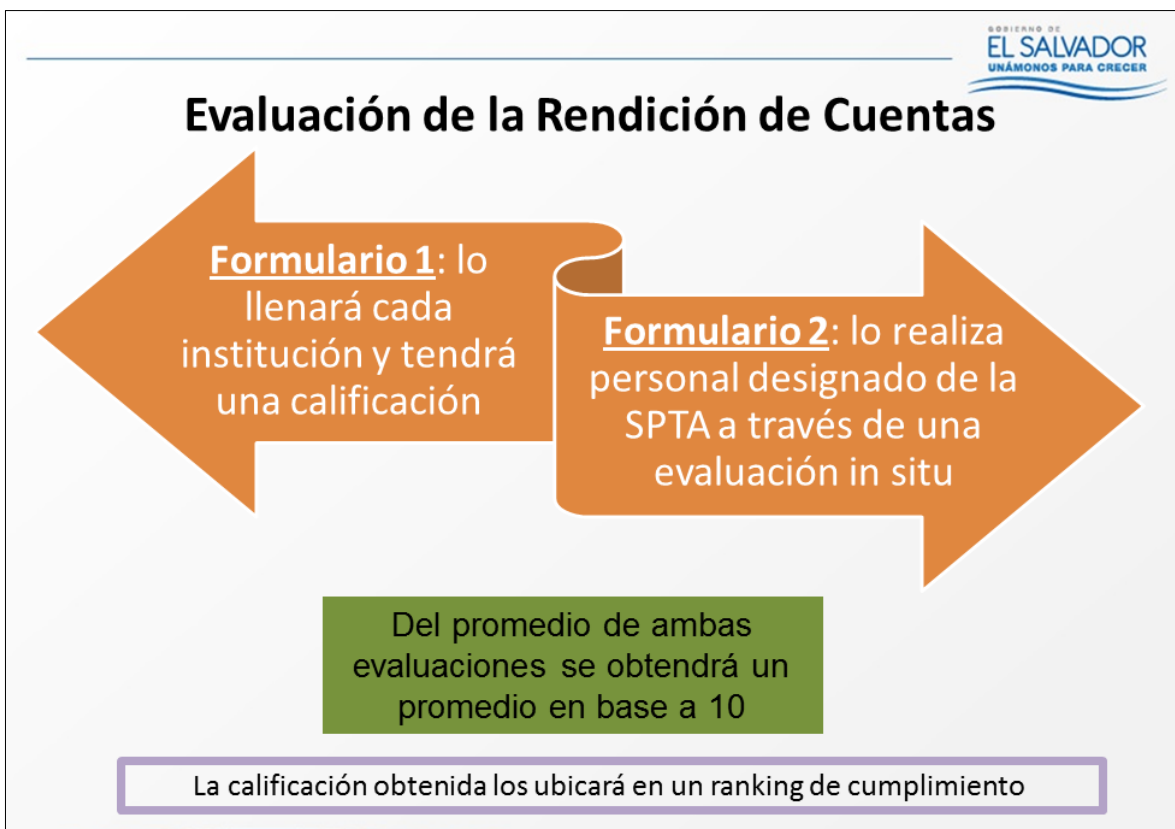 GOBIERNO DE
EL SALVADOR
UNÁMONOS PARA CRECER
Evaluación de la Rendición de Cuentas
Formulario 1: lo
llenará cada
institución y tendrá
una calificación
Formulario 2: lo realiza
personal designado de la
SPTA a través de una
evaluación in situ
Del promedio de ambas
evaluaciones se obtendrá un
promedio en base a 10
La calificación obtenida los ubicará en un ranking de cumplimiento